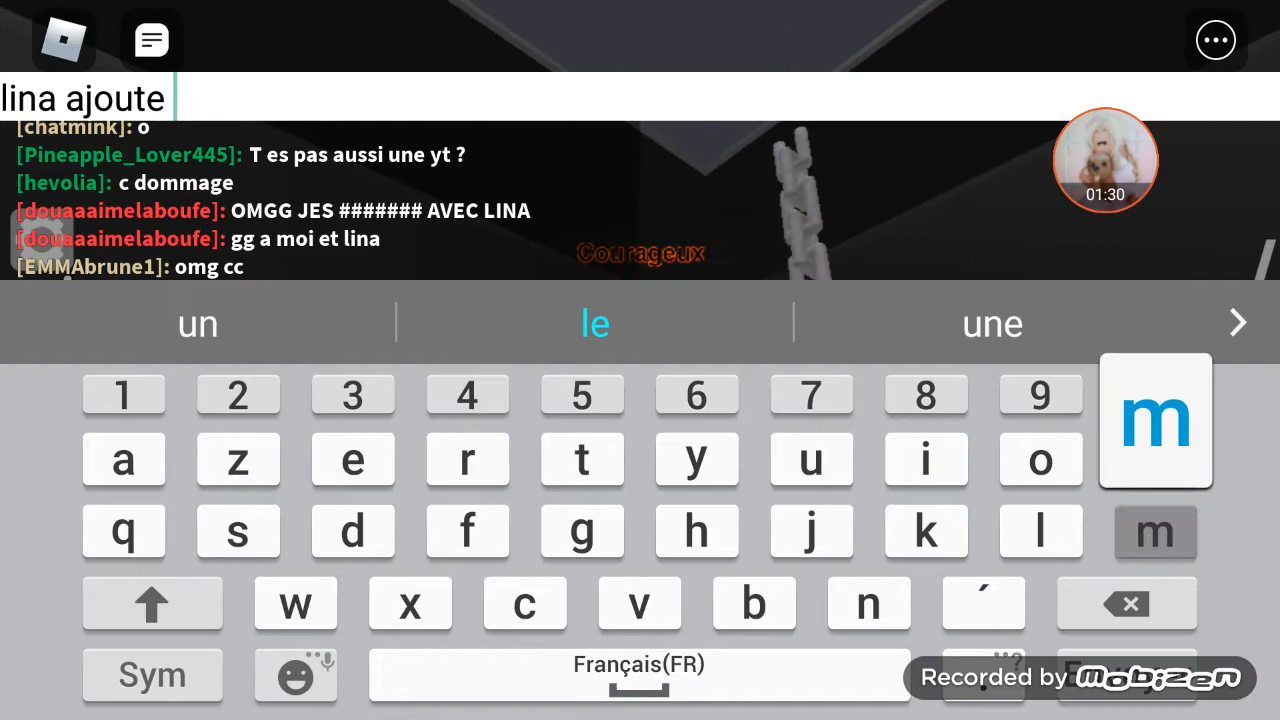 lina ajoute
[chatmink]: o
[Pineapple_Lover445]: T es pas aussi une yt ?
[hevolia]: c dommage
[douaaaimelaboufe]: OMGG JES ####### AVEC LINA
[douaaaimelaboufe]: gg a moi et lina
[EMMAbrune1]: omg cc
01:30
Courageux
un le une
1 2 3 4 5 6 7 8 9
m
a z e r t y u i o
q s d f g h j k l m
w x c v b n ´
Sym Français(FR)
Recorded by mobizen